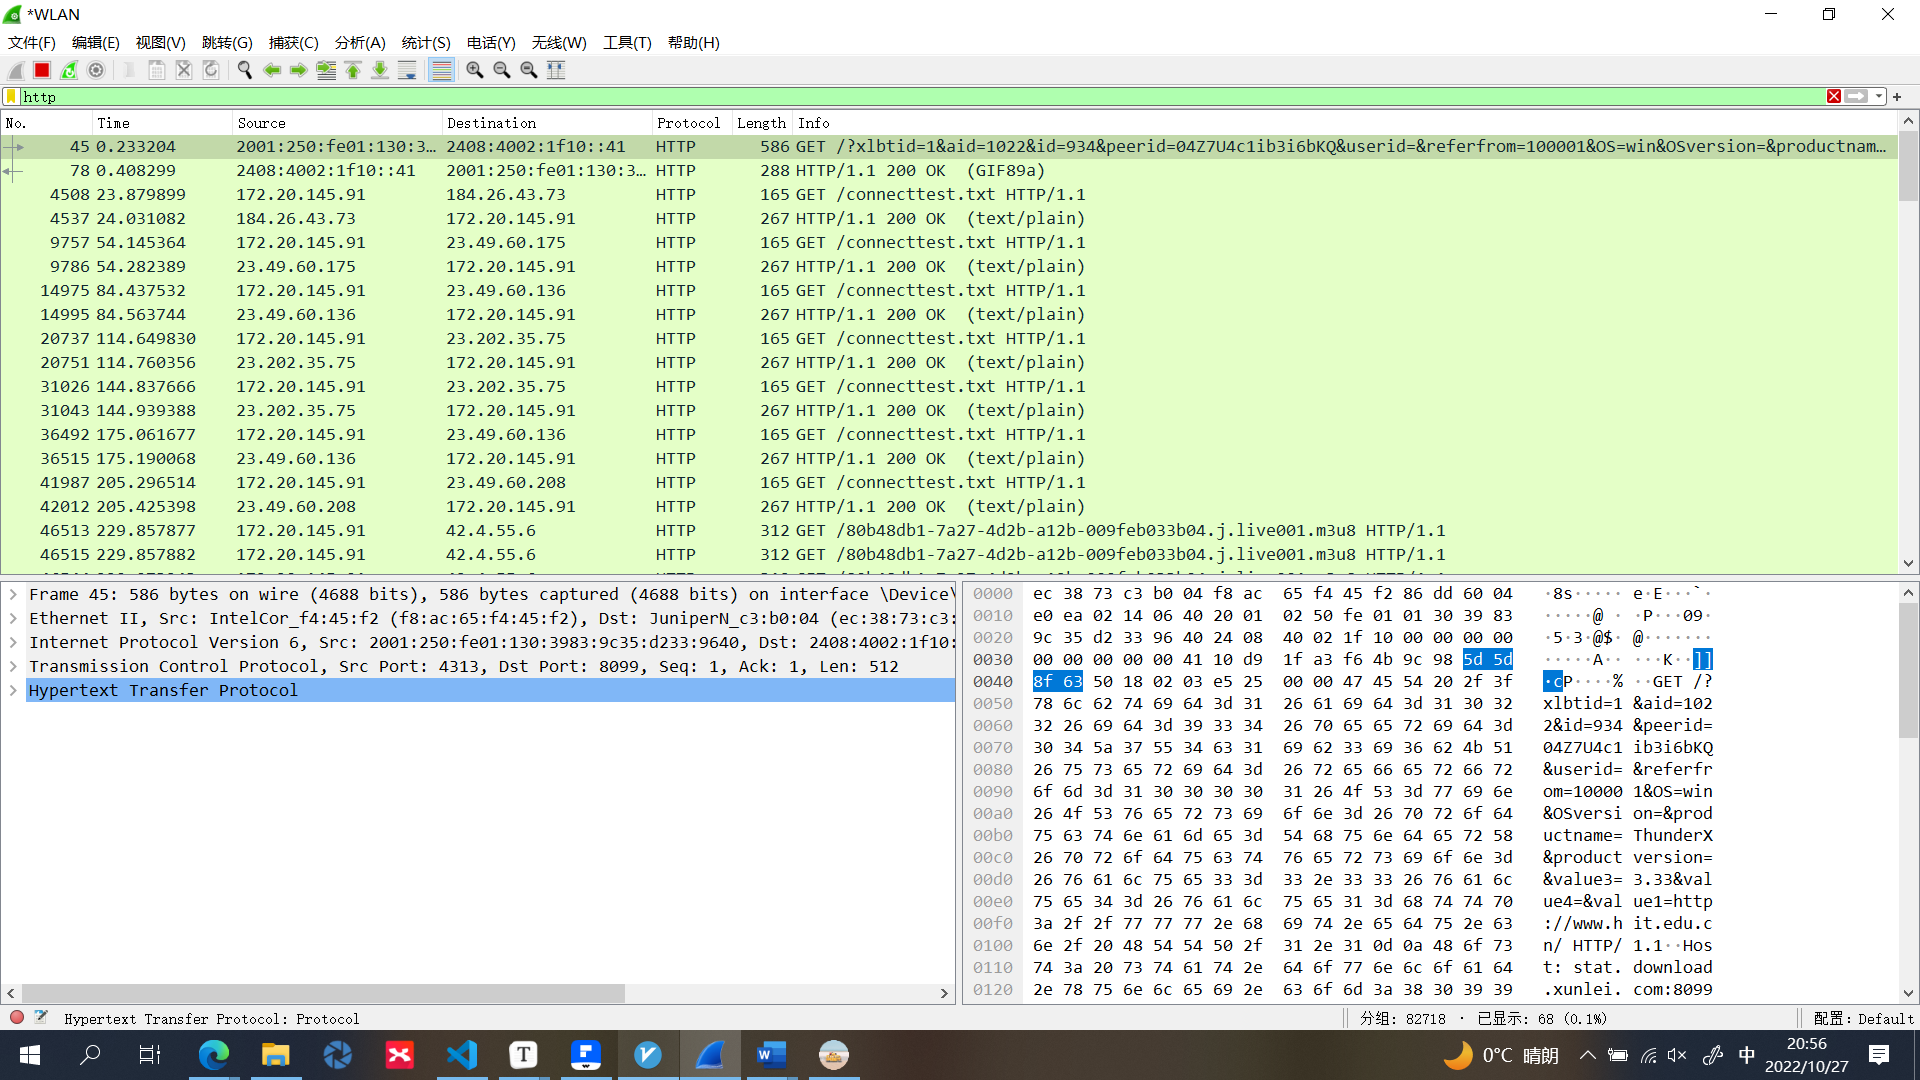 *WLAN
文件(F) 编辑(E) 视图(V) 跳转(G) 捕获(C) 分析(A) 统计(S) 电话(Y) 无线(W) 工具(T) 帮助(H)
http
No. Time Source Destination Protocol Length Info
45 0.233204 2001:250:fe01:130:3… 2408:4002:1f10::41 HTTP 586 GET /?xlbtid=1&aid=1022&id=934&peerid=04Z7U4c1ib3i6bKQ&userid=&referfrom=100001&OS=win&OSversion=&productnam…
78 0.408299 2408:4002:1f10::41 2001:250:fe01:130:3… HTTP 288 HTTP/1.1 200 OK (GIF89a)
4508 23.879899 172.20.145.91 184.26.43.73 HTTP 165 GET /connecttest.txt HTTP/1.1
4537 24.031082 184.26.43.73 172.20.145.91 HTTP 267 HTTP/1.1 200 OK (text/plain)
9757 54.145364 172.20.145.91 23.49.60.175 HTTP 165 GET /connecttest.txt HTTP/1.1
9786 54.282389 23.49.60.175 172.20.145.91 HTTP 267 HTTP/1.1 200 OK (text/plain)
14975 84.437532 172.20.145.91 23.49.60.136 HTTP 165 GET /connecttest.txt HTTP/1.1
14995 84.563744 23.49.60.136 172.20.145.91 HTTP 267 HTTP/1.1 200 OK (text/plain)
20737 114.649830 172.20.145.91 23.202.35.75 HTTP 165 GET /connecttest.txt HTTP/1.1
20751 114.760356 23.202.35.75 172.20.145.91 HTTP 267 HTTP/1.1 200 OK (text/plain)
31026 144.837666 172.20.145.91 23.202.35.75 HTTP 165 GET /connecttest.txt HTTP/1.1
31043 144.939388 23.202.35.75 172.20.145.91 HTTP 267 HTTP/1.1 200 OK (text/plain)
36492 175.061677 172.20.145.91 23.49.60.136 HTTP 165 GET /connecttest.txt HTTP/1.1
36515 175.190068 23.49.60.136 172.20.145.91 HTTP 267 HTTP/1.1 200 OK (text/plain)
41987 205.296514 172.20.145.91 23.49.60.208 HTTP 165 GET /connecttest.txt HTTP/1.1
42012 205.425398 23.49.60.208 172.20.145.91 HTTP 267 HTTP/1.1 200 OK (text/plain)
46513 229.857877 172.20.145.91 42.4.55.6 HTTP 312 GET /80b48db1-7a27-4d2b-a12b-009feb033b04.j.live001.m3u8 HTTP/1.1
46515 229.857882 172.20.145.91 42.4.55.6 HTTP 312 GET /80b48db1-7a27-4d2b-a12b-009feb033b04.j.live001.m3u8 HTTP/1.1
Frame 45: 586 bytes on wire (4688 bits), 586 bytes captured (4688 bits) on interface \Device\
Ethernet II, Src: IntelCor_f4:45:f2 (f8:ac:65:f4:45:f2), Dst: JuniperN_c3:b0:04 (ec:38:73:c3:
Internet Protocol Version 6, Src: 2001:250:fe01:130:3983:9c35:d233:9640, Dst: 2408:4002:1f10:
Transmission Control Protocol, Src Port: 4313, Dst Port: 8099, Seq: 1, Ack: 1, Len: 512
Hypertext Transfer Protocol
0000 ec 38 73 c3 b0 04 f8 ac 65 f4 45 f2 86 dd 60 04 ·8s····· e·E···`·
0010 e0 ea 02 14 06 40 20 01 02 50 fe 01 01 30 39 83 ·····@ · ·P···09·
0020 9c 35 d2 33 96 40 24 08 40 02 1f 10 00 00 00 00 ·5·3·@$· @·······
0030 00 00 00 00 00 41 10 d9 1f a3 f6 4b 9c 98 5d 5d ·····A·· ···K··]]
0040 8f 63 50 18 02 03 e5 25 00 00 47 45 54 20 2f 3f ·cP····% ··GET /?
0050 78 6c 62 74 69 64 3d 31 26 61 69 64 3d 31 30 32 xlbtid=1 &aid=102
0060 32 26 69 64 3d 39 33 34 26 70 65 65 72 69 64 3d 2&id=934 &peerid=
0070 30 34 5a 37 55 34 63 31 69 62 33 69 36 62 4b 51 04Z7U4c1 ib3i6bKQ
0080 26 75 73 65 72 69 64 3d 26 72 65 66 65 72 66 72 &userid= &referfr
0090 6f 6d 3d 31 30 30 30 30 31 26 4f 53 3d 77 69 6e om=10000 1&OS=win
00a0 26 4f 53 76 65 72 73 69 6f 6e 3d 26 70 72 6f 64 &OSversi on=&prod
00b0 75 63 74 6e 61 6d 65 3d 54 68 75 6e 64 65 72 58 uctname= ThunderX
00c0 26 70 72 6f 64 75 63 74 76 65 72 73 69 6f 6e 3d &product version=
00d0 26 76 61 6c 75 65 33 3d 33 2e 33 33 26 76 61 6c &value3= 3.33&val
00e0 75 65 34 3d 26 76 61 6c 75 65 31 3d 68 74 74 70 ue4=&val ue1=http
00f0 3a 2f 2f 77 77 77 2e 68 69 74 2e 65 64 75 2e 63 ://www.h it.edu.c
0100 6e 2f 20 48 54 54 50 2f 31 2e 31 0d 0a 48 6f 73 n/ HTTP/ 1.1··Hos
0110 74 3a 20 73 74 61 74 2e 64 6f 77 6e 6c 6f 61 64 t: stat. download
0120 2e 78 75 6e 6c 65 69 2e 63 6f 6d 3a 38 30 39 39 .xunlei. com:8099
Hypertext Transfer Protocol: Protocol 分组: 82718 · 已显示: 68 (0.1%) 配置: Default
0°C 晴朗 中 20:56
2022/10/27